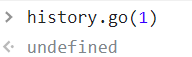 > history.go(1)
<· undefined